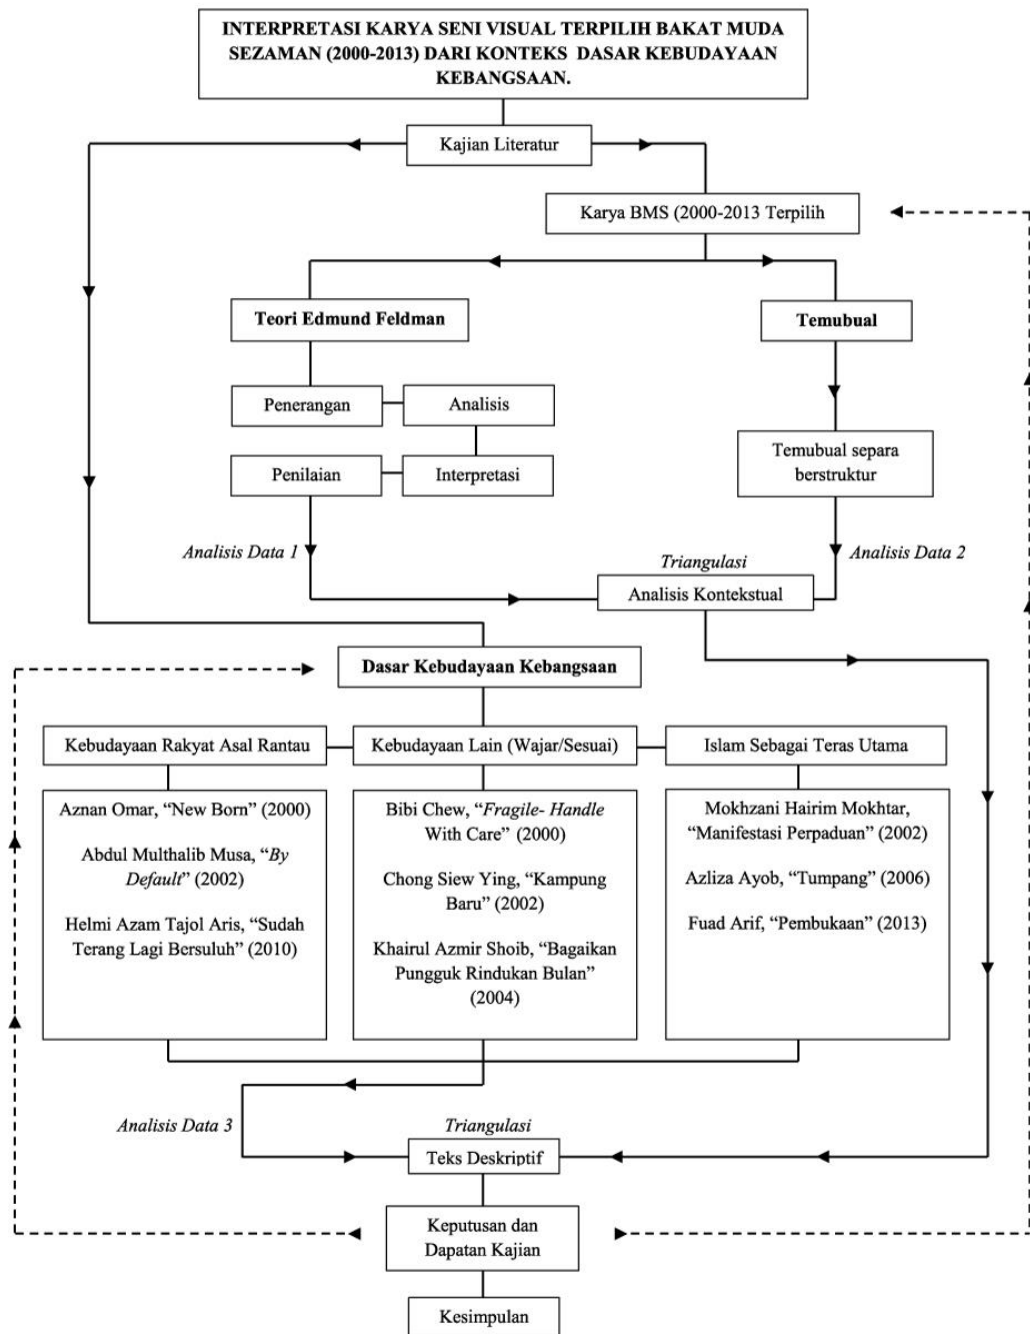 INTERPRETASI KARYA SENI VISUAL TERPILIH BAKAT MUDA
SEZAMAN (2000-2013) DARI KONTEKS DASAR KEBUDAYAAN
KEBANGSAAN.
Kajian Literatur
Karya BMS (2000-2013 Terpilih
Teori Edmund Feldman
Temubual
Penerangan
Analisis
Penilaian
Interpretasi
Temubual separa
berstruktur
Analisis Data 1
Triangulasi
Analisis Data 2
Analisis Kontekstual
Dasar Kebudayaan Kebangsaan
Kebudayaan Rakyat Asal Rantau
Kebudayaan Lain (Wajar/Sesuai)
Islam Sebagai Teras Utama
Aznan Omar, “New Born” (2000)
Abdul Multhalib Musa, “By
Default” (2002)
Helmi Azam Tajol Aris, “Sudah
Terang Lagi Bersuluh” (2010)
Bibi Chew, “Fragile- Handle
With Care” (2000)
Chong Siew Ying, “Kampung
Baru” (2002)
Khairul Azmir Shoib, “Bagaikan
Pungguk Rindukan Bulan”
(2004)
Mokhzani Hairim Mokhtar,
“Manifestasi Perpaduan” (2002)
Azliza Ayob, “Tumpang” (2006)
Fuad Arif, “Pembukaan” (2013)
Analisis Data 3
Triangulasi
Teks Deskriptif
Keputusan dan
Dapatan Kajian
Kesimpulan